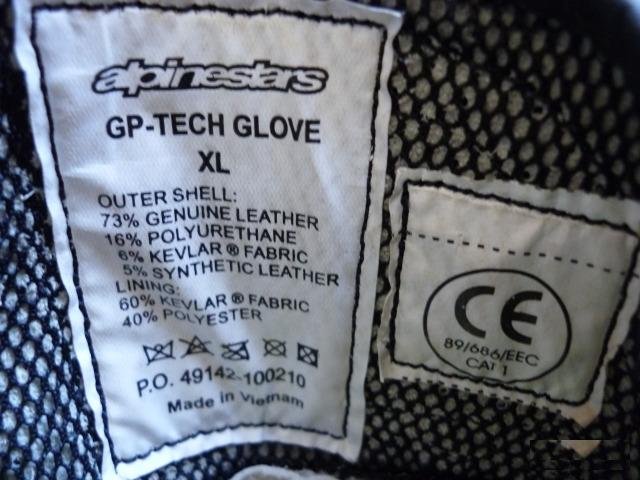 alpinestars
GP-TECH GLOVE
XL
OUTER SHELL:
73% GENUINE LEATHER
16% POLYURETHANE
6% KEVLAR ® FABRIC
5% SYNTHETIC LEATHER
LINING:
60% KEVLAR ® FABRIC
40% POLYESTER
P.O. 49142-100210
Made in Vietnam
CE
89/686/EEC
CAT 1